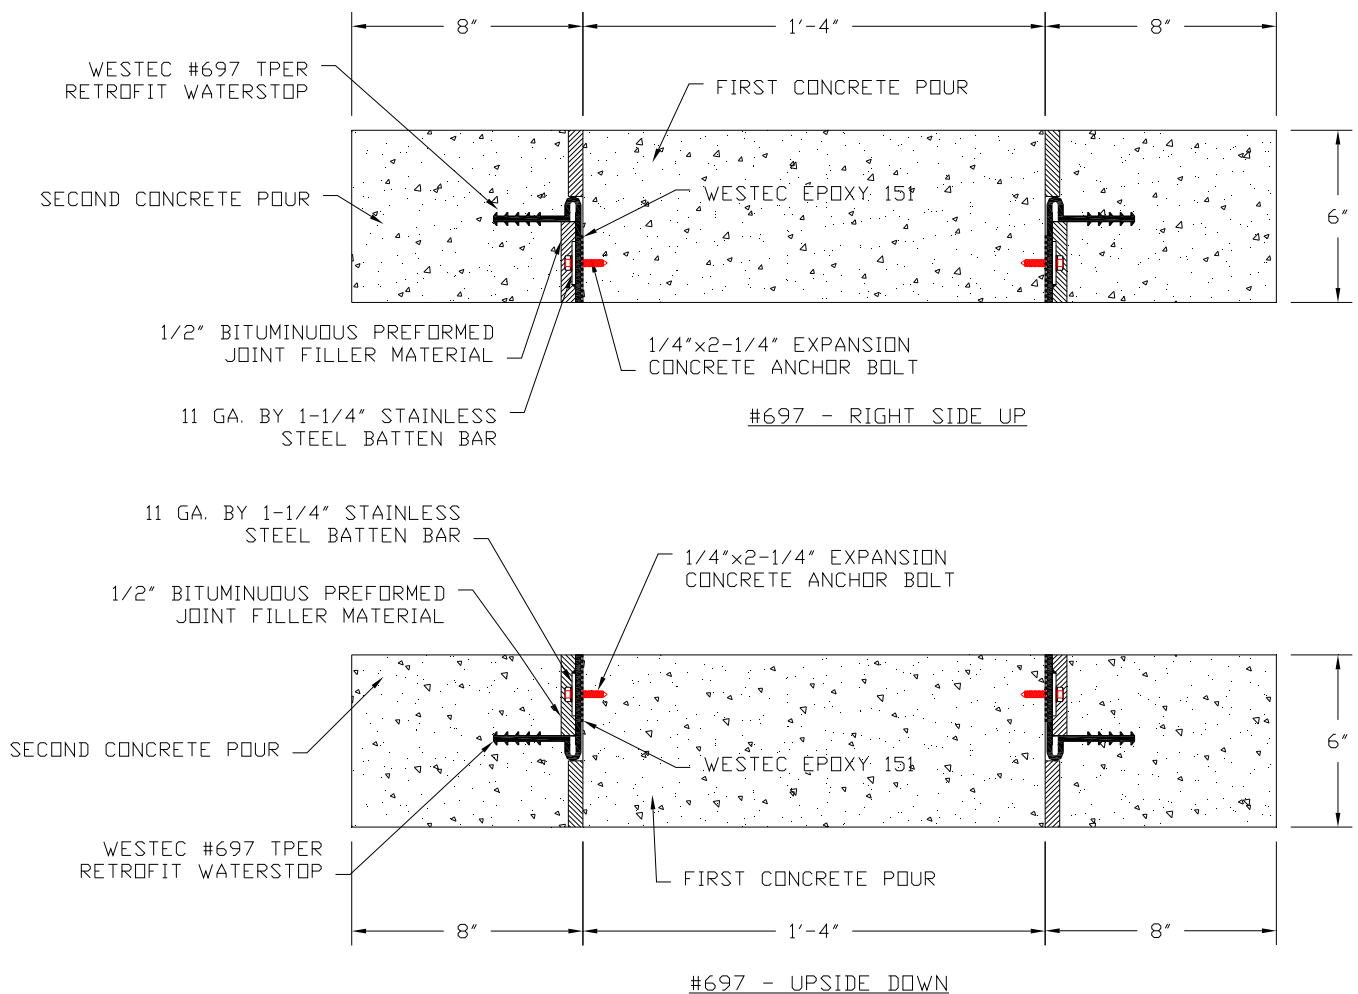 8" 1'-4" 8"
WESTEC #697 TPER
RETROFIT WATERSTOP
FIRST CONCRETE POUR
SECOND CONCRETE POUR
WESTEC EPOXY 151
6"
1/2" BITUMINUOUS PREFORMED
JOINT FILLER MATERIAL
1/4"x2-1/4" EXPANSION
CONCRETE ANCHOR BOLT
11 GA. BY 1-1/4" STAINLESS
STEEL BATTEN BAR
#697 - RIGHT SIDE UP
11 GA. BY 1-1/4" STAINLESS
STEEL BATTEN BAR
1/4"x2-1/4" EXPANSION
CONCRETE ANCHOR BOLT
1/2" BITUMINUOUS PREFORMED
JOINT FILLER MATERIAL
SECOND CONCRETE POUR
WESTEC EPOXY 151
6"
WESTEC #697 TPER
RETROFIT WATERSTOP
FIRST CONCRETE POUR
8" 1'-4" 8"
#697 - UPSIDE DOWN